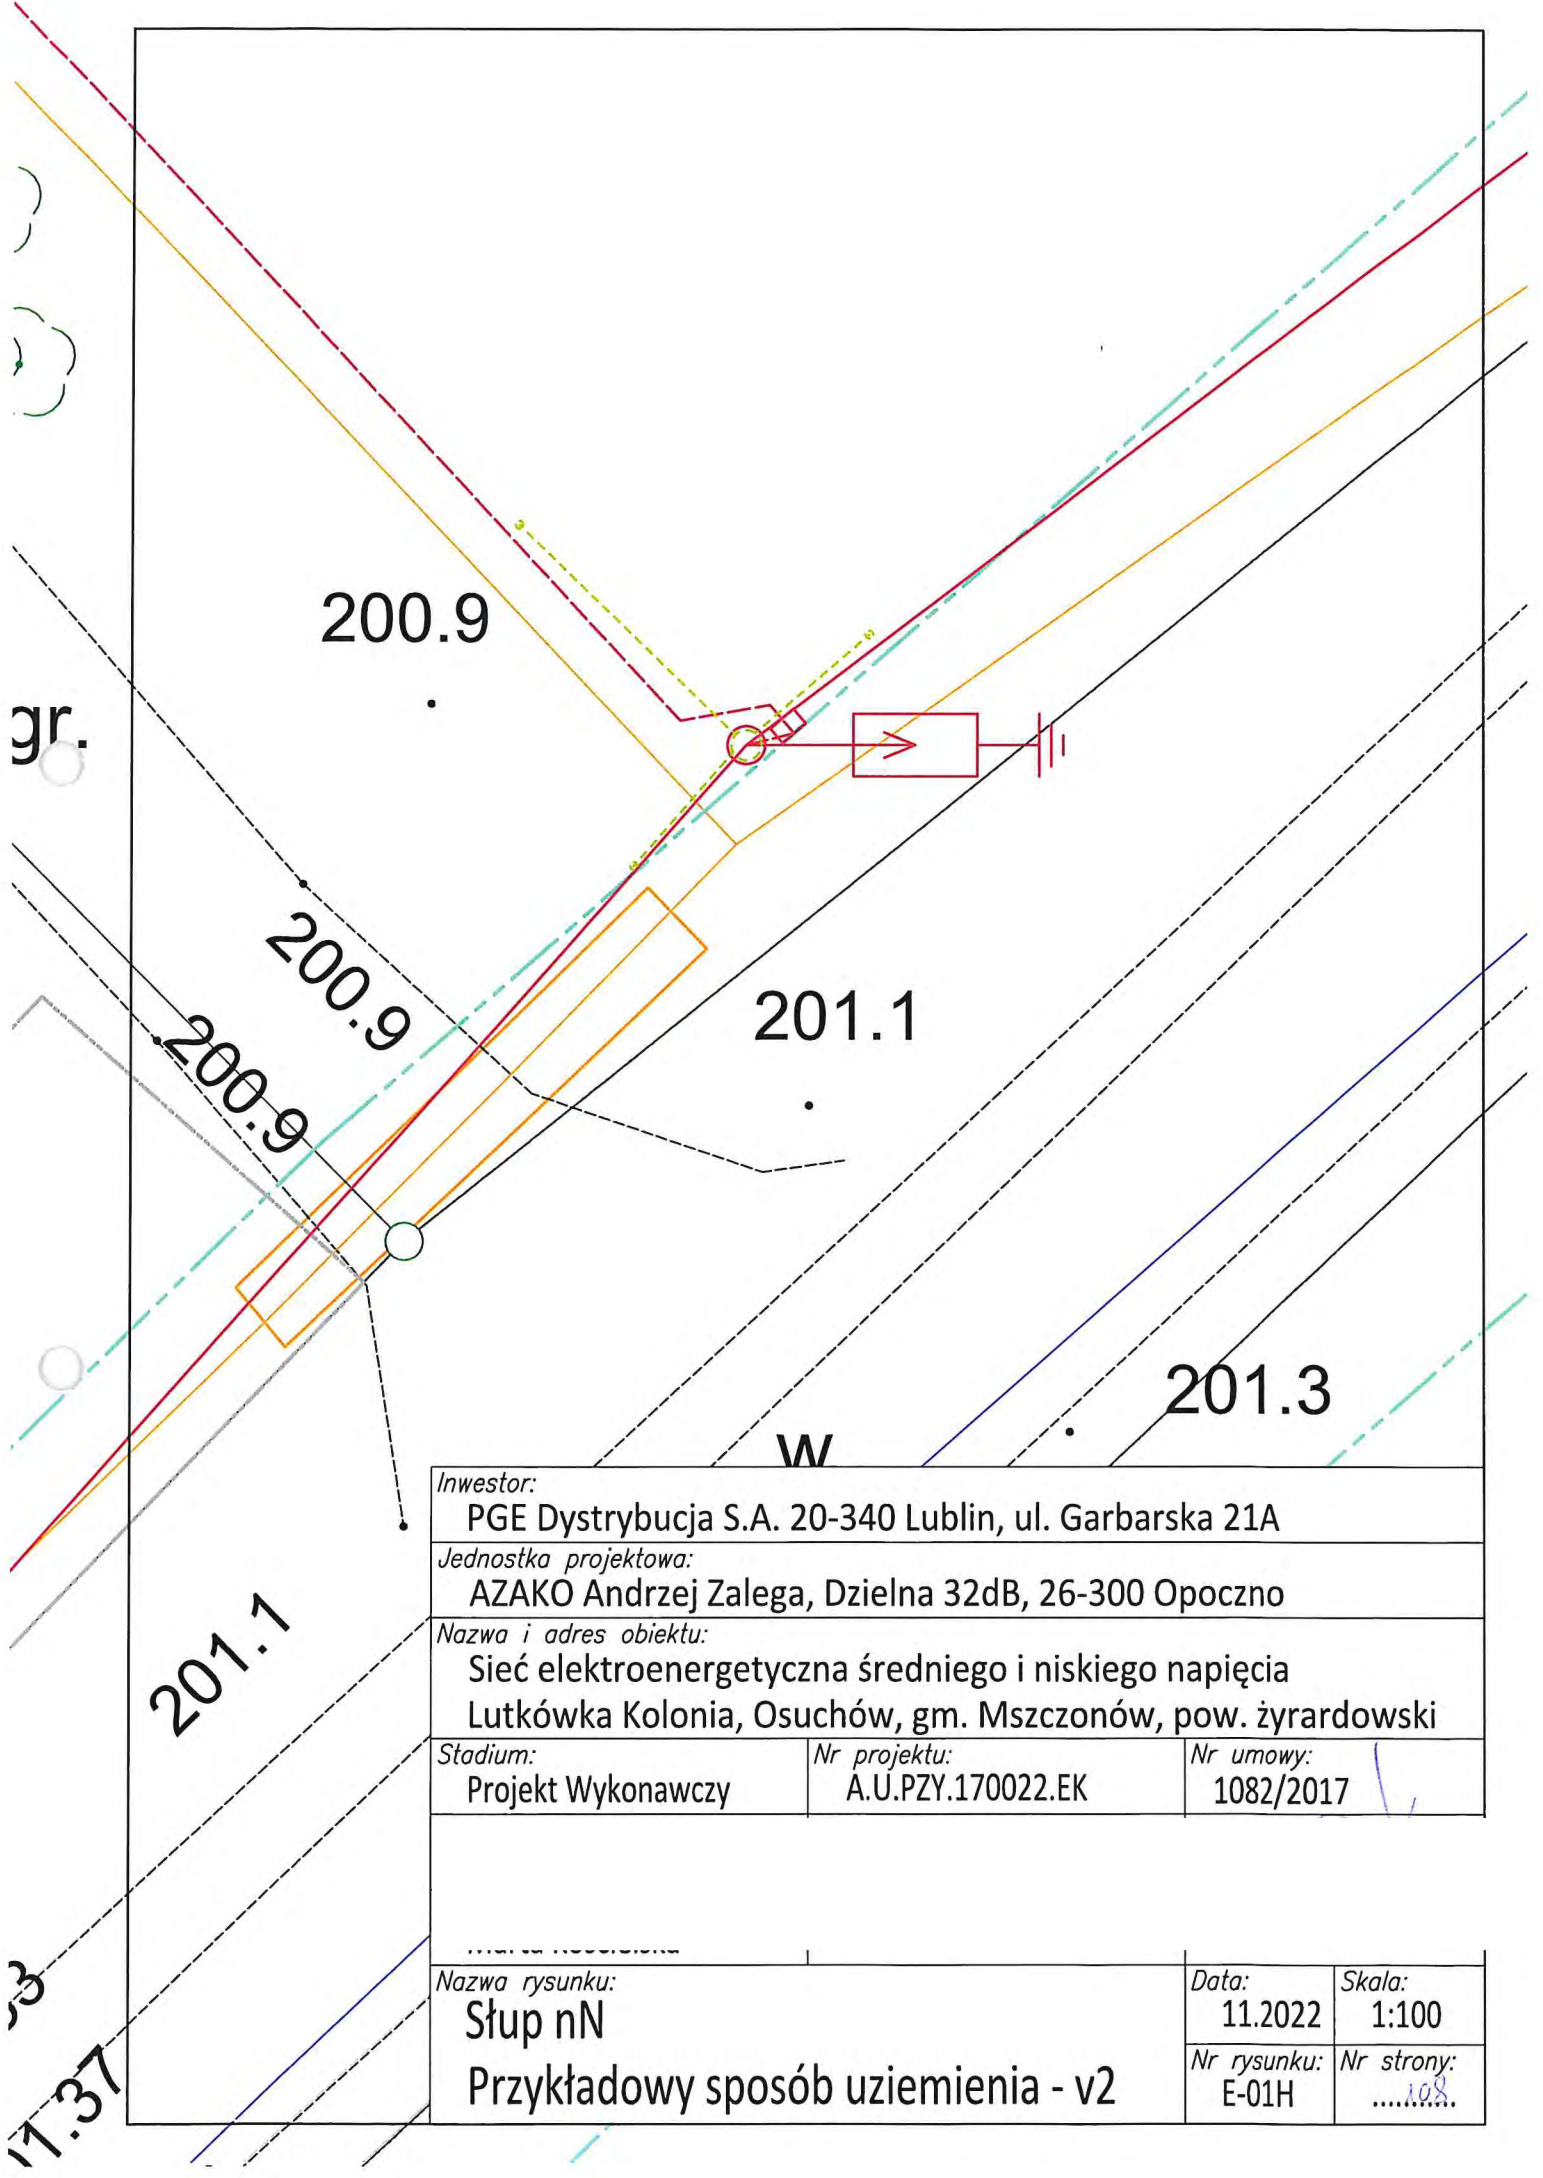 200.9
gr.
200.9
200.9
201.1
201.3
w
201.1
Inwestor:
PGE Dystrybucja S.A. 20-340 Lublin, ul. Garbarska 21A
Jednostka projektowa:
AZAKO Andrzej Zalega, Dzielna 32dB, 26-300 Opoczno
Nazwa i adres obiektu:
Sieć elektroenergetyczna średniego i niskiego napięcia
Lutkówka Kolonia, Osuchów, gm. Mszczonów, pow. żyrardowski
Stadium:
Projekt Wykonawczy
Nr projektu:
A.U.PZY.170022.EK
Nr umowy:
1082/2017
Nazwa rysunku:
Słup nN
Przykładowy sposób uziemienia - v2
Data:
11.2022
Skala:
1:100
Nr rysunku:
E-01H
Nr strony:
108